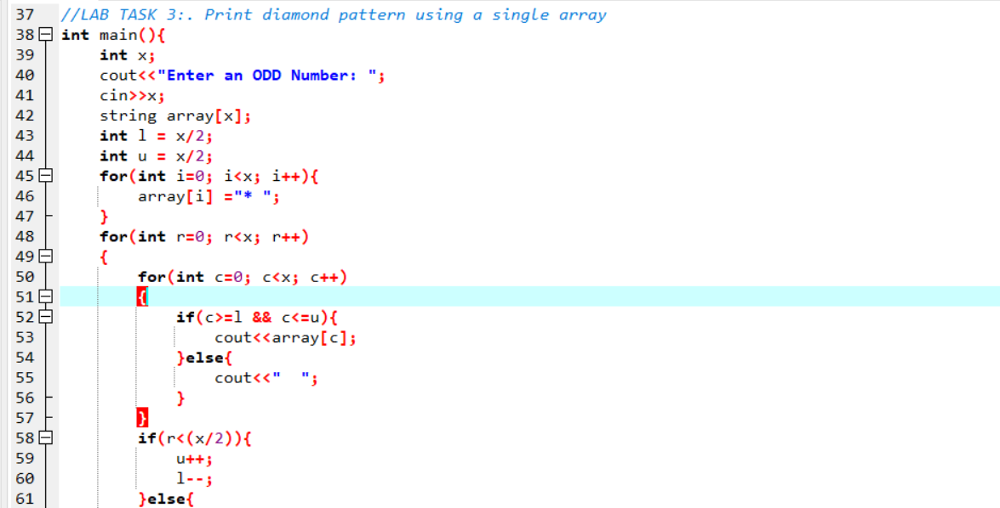 37 //LAB TASK 3:. Print diamond pattern using a single array
38 int main(){
39     int x;
40     cout<<"Enter an ODD Number: ";
41     cin>>x;
42     string array[x];
43     int l = x/2;
44     int u = x/2;
45     for(int i=0; i<x; i++){
46         array[i] ="* ";
47     }
48     for(int r=0; r<x; r++)
49     {
50         for(int c=0; c<x; c++)
51         {
52             if(c>=l && c<=u){
53                 cout<<array[c];
54             }else{
55                 cout<<"  ";
56             }
57         }
58         if(r<(x/2)){
59             u++;
60             l--;
61         }else{